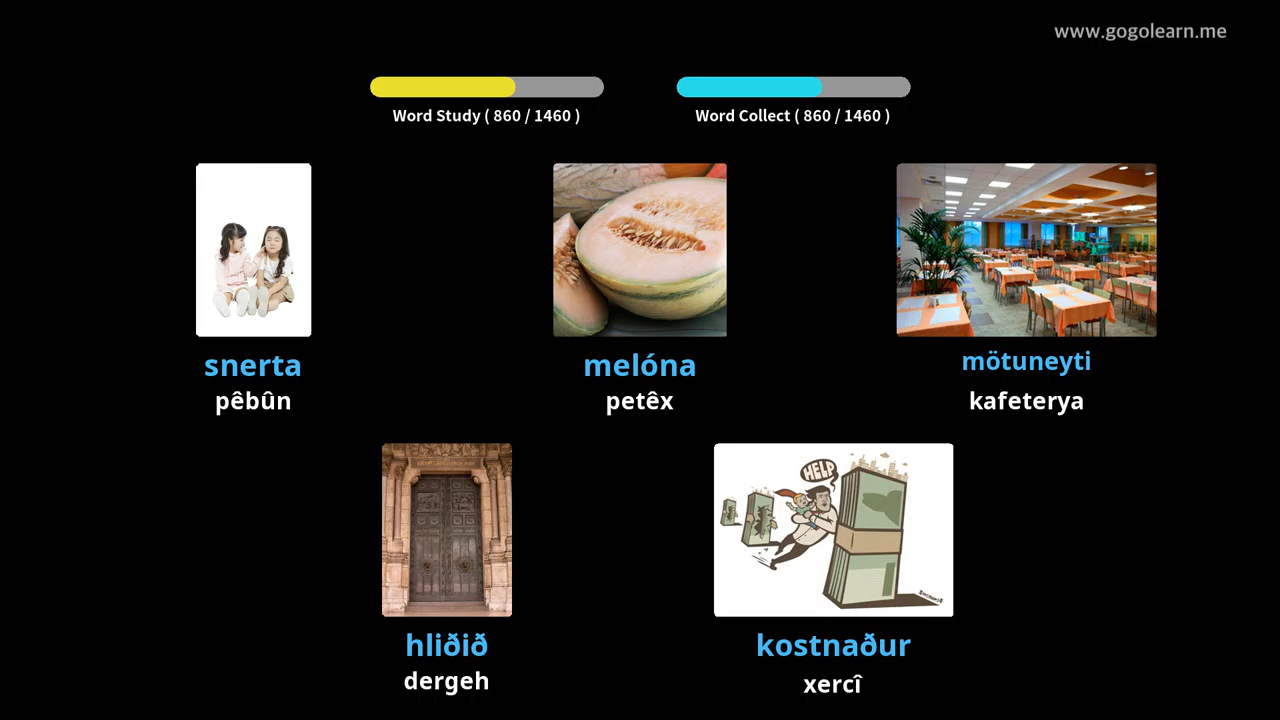 www.gogolearn.me
Word Study ( 860 / 1460 )
Word Collect ( 860 / 1460 )
snerta
pêbûn
melóna
petêx
mötuneyti
kafeterya
hliðið
dergeh
HELP
kostnaður
xercî